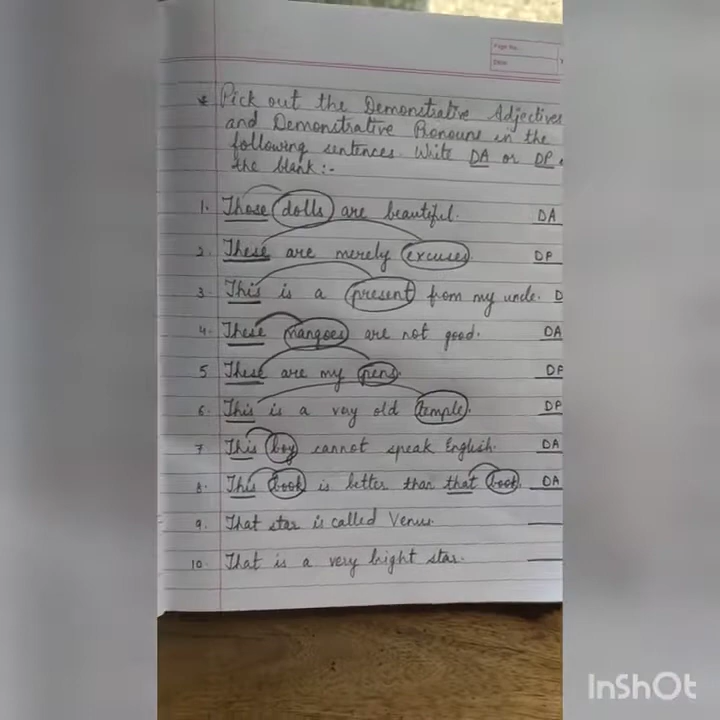 Page No.
Date
* Pick out the Demonstrative Adjectives
and Demonstrative Pronouns in the
following sentences. Write DA or DP
the blank:-
1. Those dolls are beautiful. DA
2. These are merely excuses. DP
3. This is a present from my uncle. D
4. These mangoes are not good. DA
5 These are my pens. DP
6. This is a very old temple. DP
7 This boy cannot speak English. DA
8. This book is better than that book. DA
9. That star is called Venus.
10. That is a very bright star.
InShOt